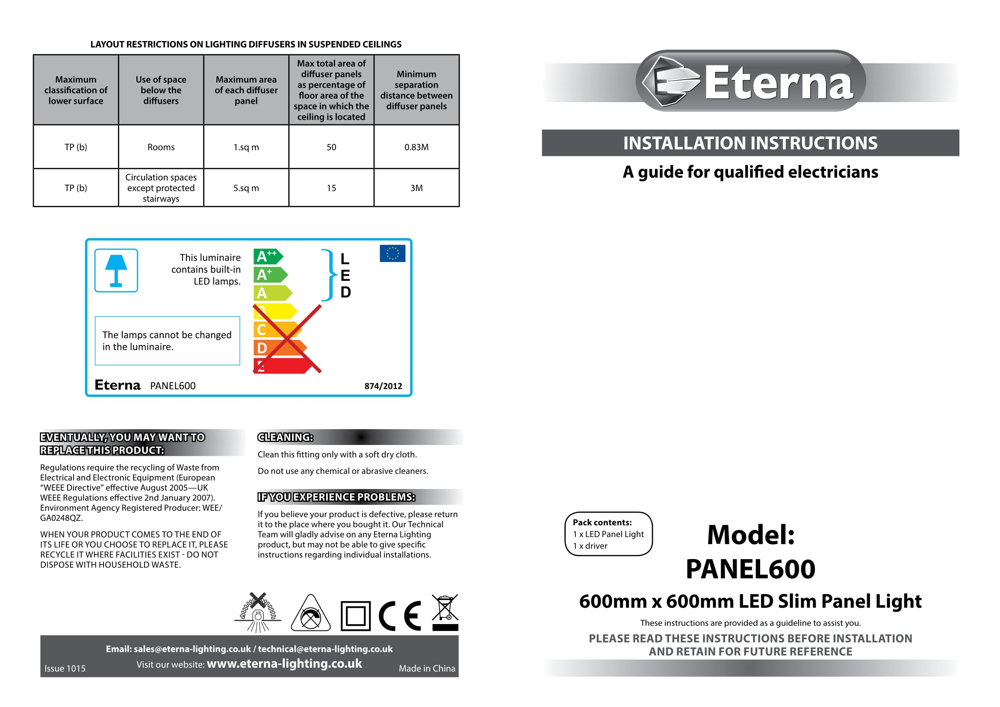 LAYOUT RESTRICTIONS ON LIGHTING DIFFUSERS IN SUSPENDED CEILINGS
Maximum
classification of
lower surface
Use of space
below the
diffusers
Maximum area
of each diffuser
panel
Max total area of
diffuser panels
as percentage of
floor area of the
space in which the
ceiling is located
Minimum
separation
distance between
diffuser panels
TP (b)
Rooms
1.sq m
50
0.83M
TP (b)
Circulation spaces
except protected
stairways
5.sq m
15
3M
This luminaire
contains built-in
LED lamps.
A++
A+
A
B
C
D
E
L
E
D
The lamps cannot be changed
in the luminaire.
Eterna PANEL600
874/2012
EVENTUALLY, YOU MAY WANT TO
REPLACE THIS PRODUCT:
Regulations require the recycling of Waste from
Electrical and Electronic Equipment (European
“WEEE Directive” effective August 2005—UK
WEEE Regulations effective 2nd January 2007).
Environment Agency Registered Producer: WEE/
GA0248QZ.
WHEN YOUR PRODUCT COMES TO THE END OF
ITS LIFE OR YOU CHOOSE TO REPLACE IT, PLEASE
RECYCLE IT WHERE FACILITIES EXIST - DO NOT
DISPOSE WITH HOUSEHOLD WASTE.
CLEANING:
Clean this fitting only with a soft dry cloth.
Do not use any chemical or abrasive cleaners.
IF YOU EXPERIENCE PROBLEMS:
If you believe your product is defective, please return
it to the place where you bought it. Our Technical
Team will gladly advise on any Eterna Lighting
product, but may not be able to give specific
instructions regarding individual installations.
CE
Email: sales@eterna-lighting.co.uk / technical@eterna-lighting.co.uk
Visit our website: www.eterna-lighting.co.uk
Issue 1015
Made in China
Eterna
INSTALLATION INSTRUCTIONS
A guide for qualified electricians
Pack contents:
1 x LED Panel Light
1 x driver
Model:
PANEL600
600mm x 600mm LED Slim Panel Light
These instructions are provided as a guideline to assist you.
PLEASE READ THESE INSTRUCTIONS BEFORE INSTALLATION
AND RETAIN FOR FUTURE REFERENCE